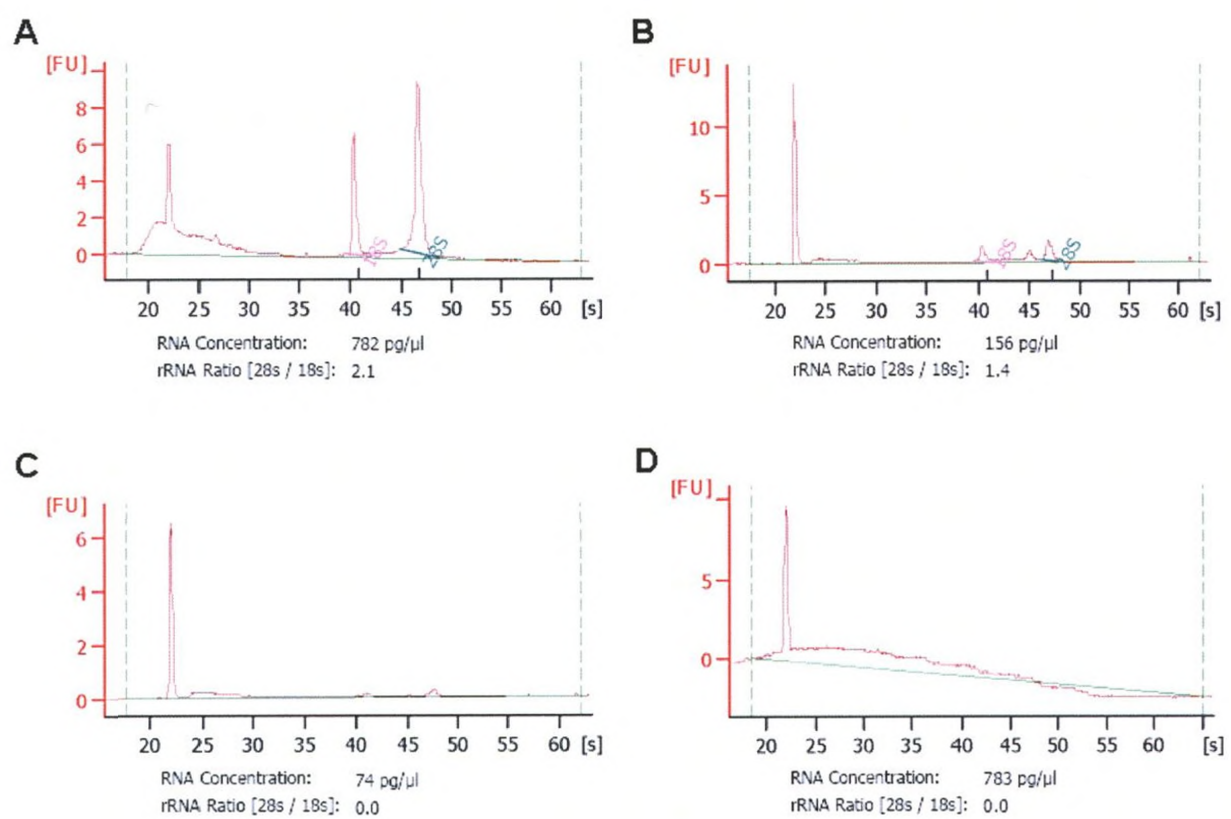 A
[FU]
8
6
4
2
0
18S
28S
20 25 30 35 40 45 50 55 60 [s]
RNA Concentration: 782 pg/µl
rRNA Ratio [28s / 18s]: 2.1
B
[FU]
10
5
0
18S
28S
20 25 30 35 40 45 50 55 60 [s]
RNA Concentration: 156 pg/µl
rRNA Ratio [28s / 18s]: 1.4
C
[FU]
6
4
2
0
20 25 30 35 40 45 50 55 60 [s]
RNA Concentration: 74 pg/µl
rRNA Ratio [28s / 18s]: 0.0
D
[FU]
5
0
20 25 30 35 40 45 50 55 60 [s]
RNA Concentration: 783 pg/µl
rRNA Ratio [28s / 18s]: 0.0